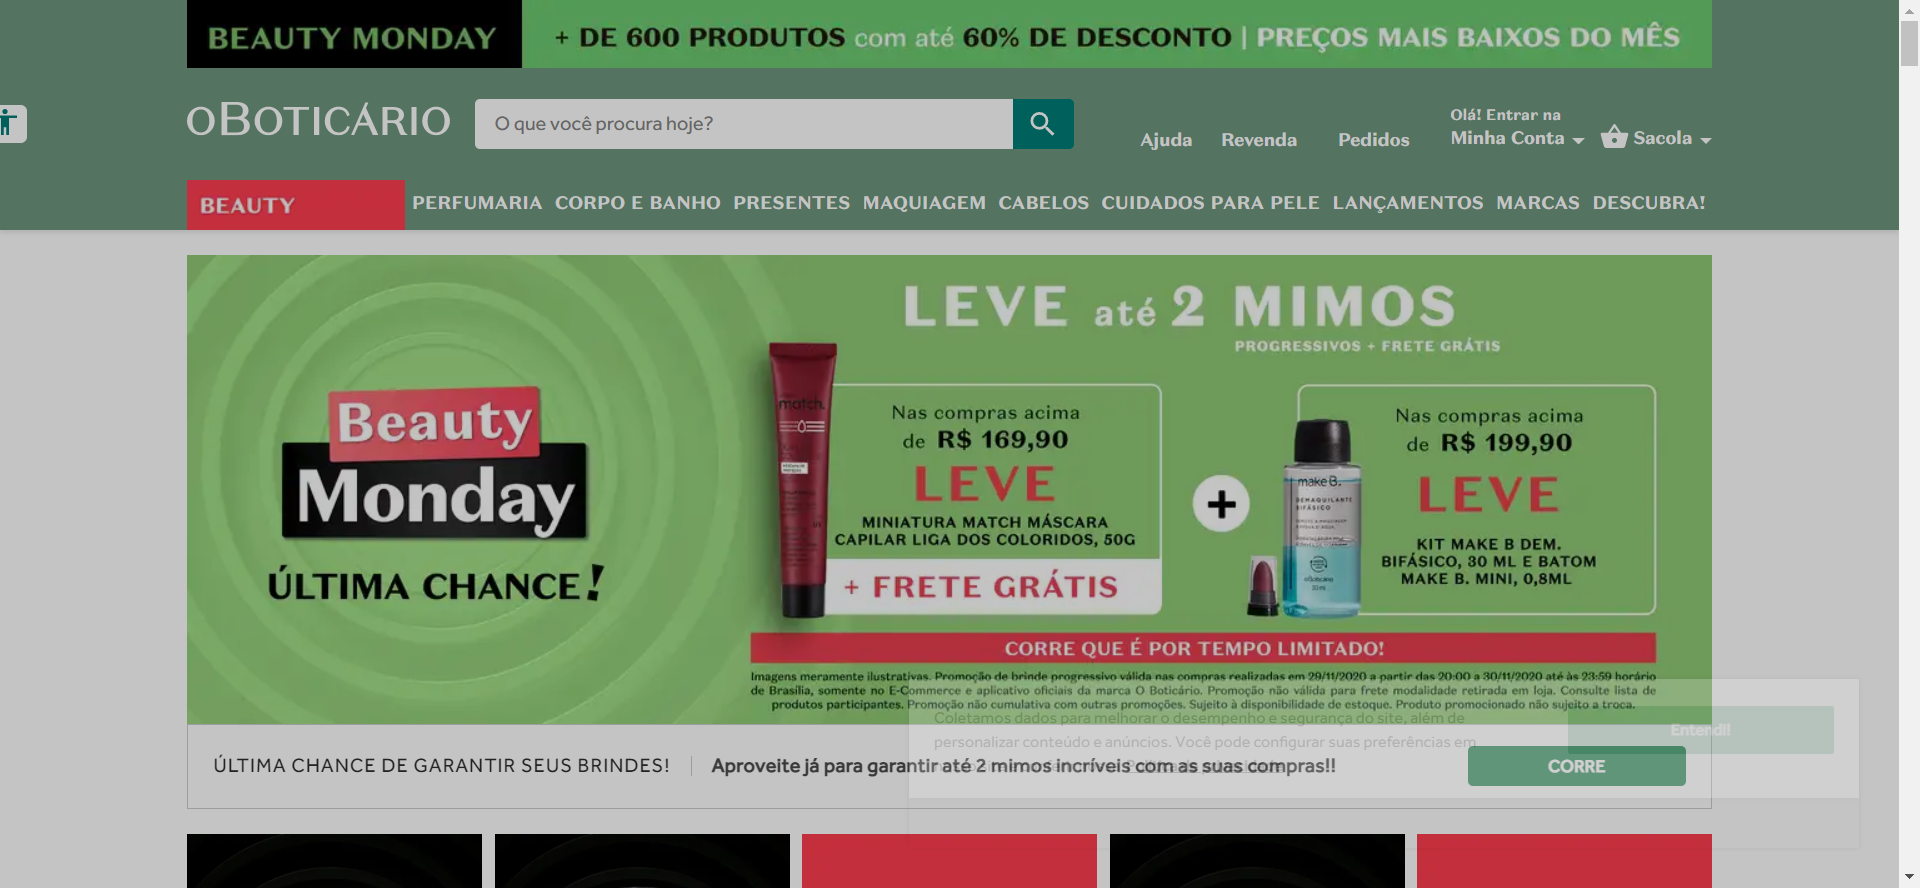 BEAUTY MONDAY
+ DE 600 PRODUTOS com até 60% DE DESCONTO | PREÇOS MAIS BAIXOS DO MÊS
oBOTICÁRIO
O que você procura hoje?
Ajuda
Revenda
Pedidos
Olá! Entrar na
Minha Conta
Sacola
BEAUTY
PERFUMARIA
CORPO E BANHO
PRESENTES
MAQUIAGEM
CABELOS
CUIDADOS PARA PELE
LANÇAMENTOS
MARCAS
DESCUBRA!
Beauty
Monday
ÚLTIMA CHANCE!
LEVE até 2 MIMOS
PROGRESSIVOS + FRETE GRÁTIS
match.
Nas compras acima
de R$ 169,90
LEVE
MINIATURA MATCH MÁSCARA
CAPILAR LIGA DOS COLORIDOS, 50G
+ FRETE GRÁTIS
+
make B.
DEMAQUILANTE
BIFÁSICO
Nas compras acima
de R$ 199,90
LEVE
KIT MAKE B DEM.
BIFÁSICO, 30 ML E BATOM
MAKE B. MINI, 0,8ML
CORRE QUE É POR TEMPO LIMITADO!
Imagens meramente ilustrativas. Promoção de brinde progressivo válida nas compras realizadas em 29/11/2020 a partir das 20:00 a 30/11/2020 até às 23:59 horário
de Brasília, somente no E-Commerce e aplicativo oficiais da marca O Boticário. Promoção não válida para frete modalidade retirada em loja. Consulte lista de
produtos participantes. Promoção não cumulativa com outras promoções. Sujeito à disponibilidade de estoque. Produto promocionado não sujeito a troca.
Coletamos dados para melhorar o desempenho e segurança do site, além de
personalizar conteúdo e anúncios. Você pode configurar suas preferências em
Entendi!
ÚLTIMA CHANCE DE GARANTIR SEUS BRINDES!
Aproveite já para garantir até 2 mimos incríveis com as suas compras!!
CORRE